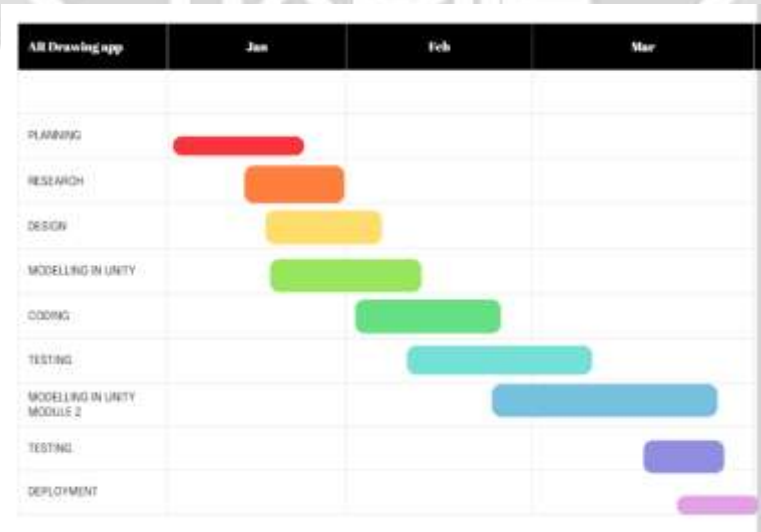 AR Drawing app
Jan
Feb
Mar
PLANNING
RESEARCH
DESIGN
MODELLING IN UNITY
CODING
TESTING
MODELLING IN UNITY
MODULE 2
TESTING
DEPLOYMENT